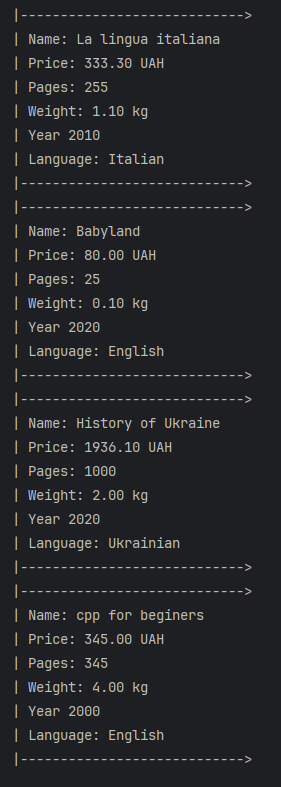 |---------------------------->
| Name: La lingua italiana
| Price: 333.30 UAH
| Pages: 255
| Weight: 1.10 kg
| Year 2010
| Language: Italian
|---------------------------->
|---------------------------->
| Name: Babyland
| Price: 80.00 UAH
| Pages: 25
| Weight: 0.10 kg
| Year 2020
| Language: English
|---------------------------->
|---------------------------->
| Name: History of Ukraine
| Price: 1936.10 UAH
| Pages: 1000
| Weight: 2.00 kg
| Year 2020
| Language: Ukrainian
|---------------------------->
|---------------------------->
| Name: cpp for beginers
| Price: 345.00 UAH
| Pages: 345
| Weight: 4.00 kg
| Year 2000
| Language: English
|---------------------------->